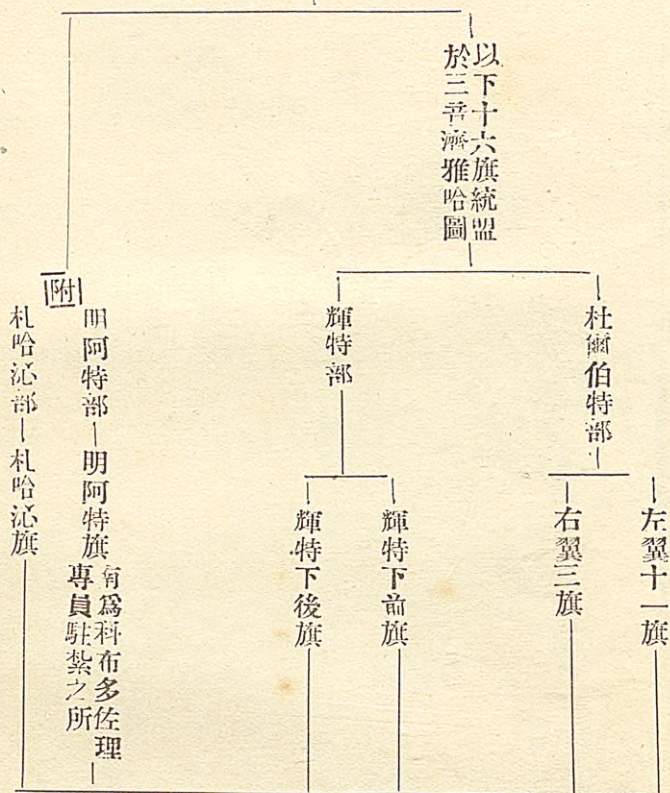 以下十六旗統盟
於三音濟雅哈圖
杜爾伯特部
左翼十一旗
右翼三旗
輝特部
輝特下前旗
輝特下後旗
附
明阿特部
明阿特旗
爲科布多佐理
專員駐紮之所
札哈沁部
札哈沁旗